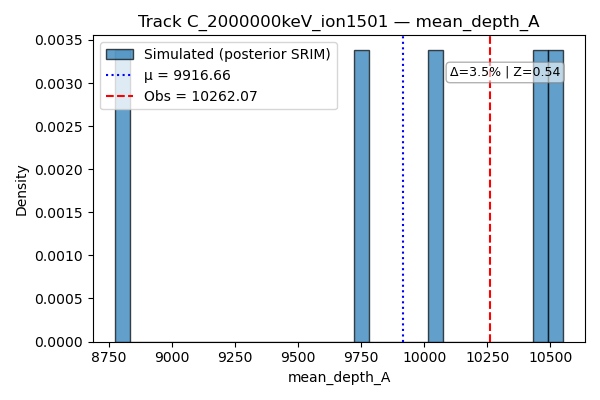 Track C_2000000keV_ion1501 — mean_depth_A
Simulated (posterior SRIM)
μ = 9916.66
Obs = 10262.07
Δ=3.5% | Z=0.54
Density
0.0035
0.0030
0.0025
0.0020
0.0015
0.0010
0.0005
0.0000
8750 9000 9250 9500 9750 10000 10250 10500
mean_depth_A